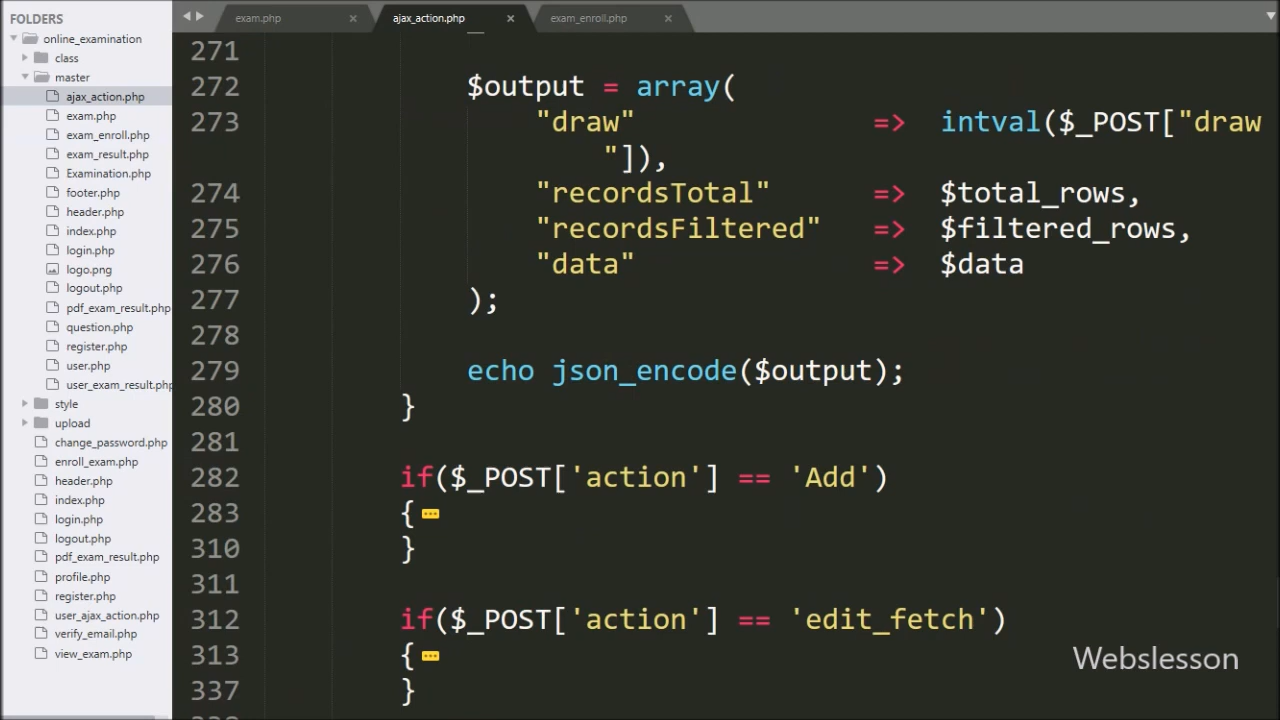 FOLDERS
online_examination
class
master
ajax_action.php
exam.php
exam_enroll.php
exam_result.php
Examination.php
footer.php
header.php
index.php
login.php
logo.png
logout.php
pdf_exam_result.php
question.php
register.php
user.php
user_exam_result.php
style
upload
change_password.php
enroll_exam.php
header.php
index.php
login.php
logout.php
pdf_exam_result.php
profile.php
register.php
user_ajax_action.php
verify_email.php
view_exam.php
exam.php ajax_action.php exam_enroll.php
271
272 $output = array(
273 "draw" => intval($_POST["draw
"]),
274 "recordsTotal" => $total_rows,
275 "recordsFiltered" => $filtered_rows,
276 "data" => $data
277 );
278
279 echo json_encode($output);
280 }
281
282 if($_POST['action'] == 'Add')
283 {
310 }
311
312 if($_POST['action'] == 'edit_fetch')
313 {
337 }
Webslesson